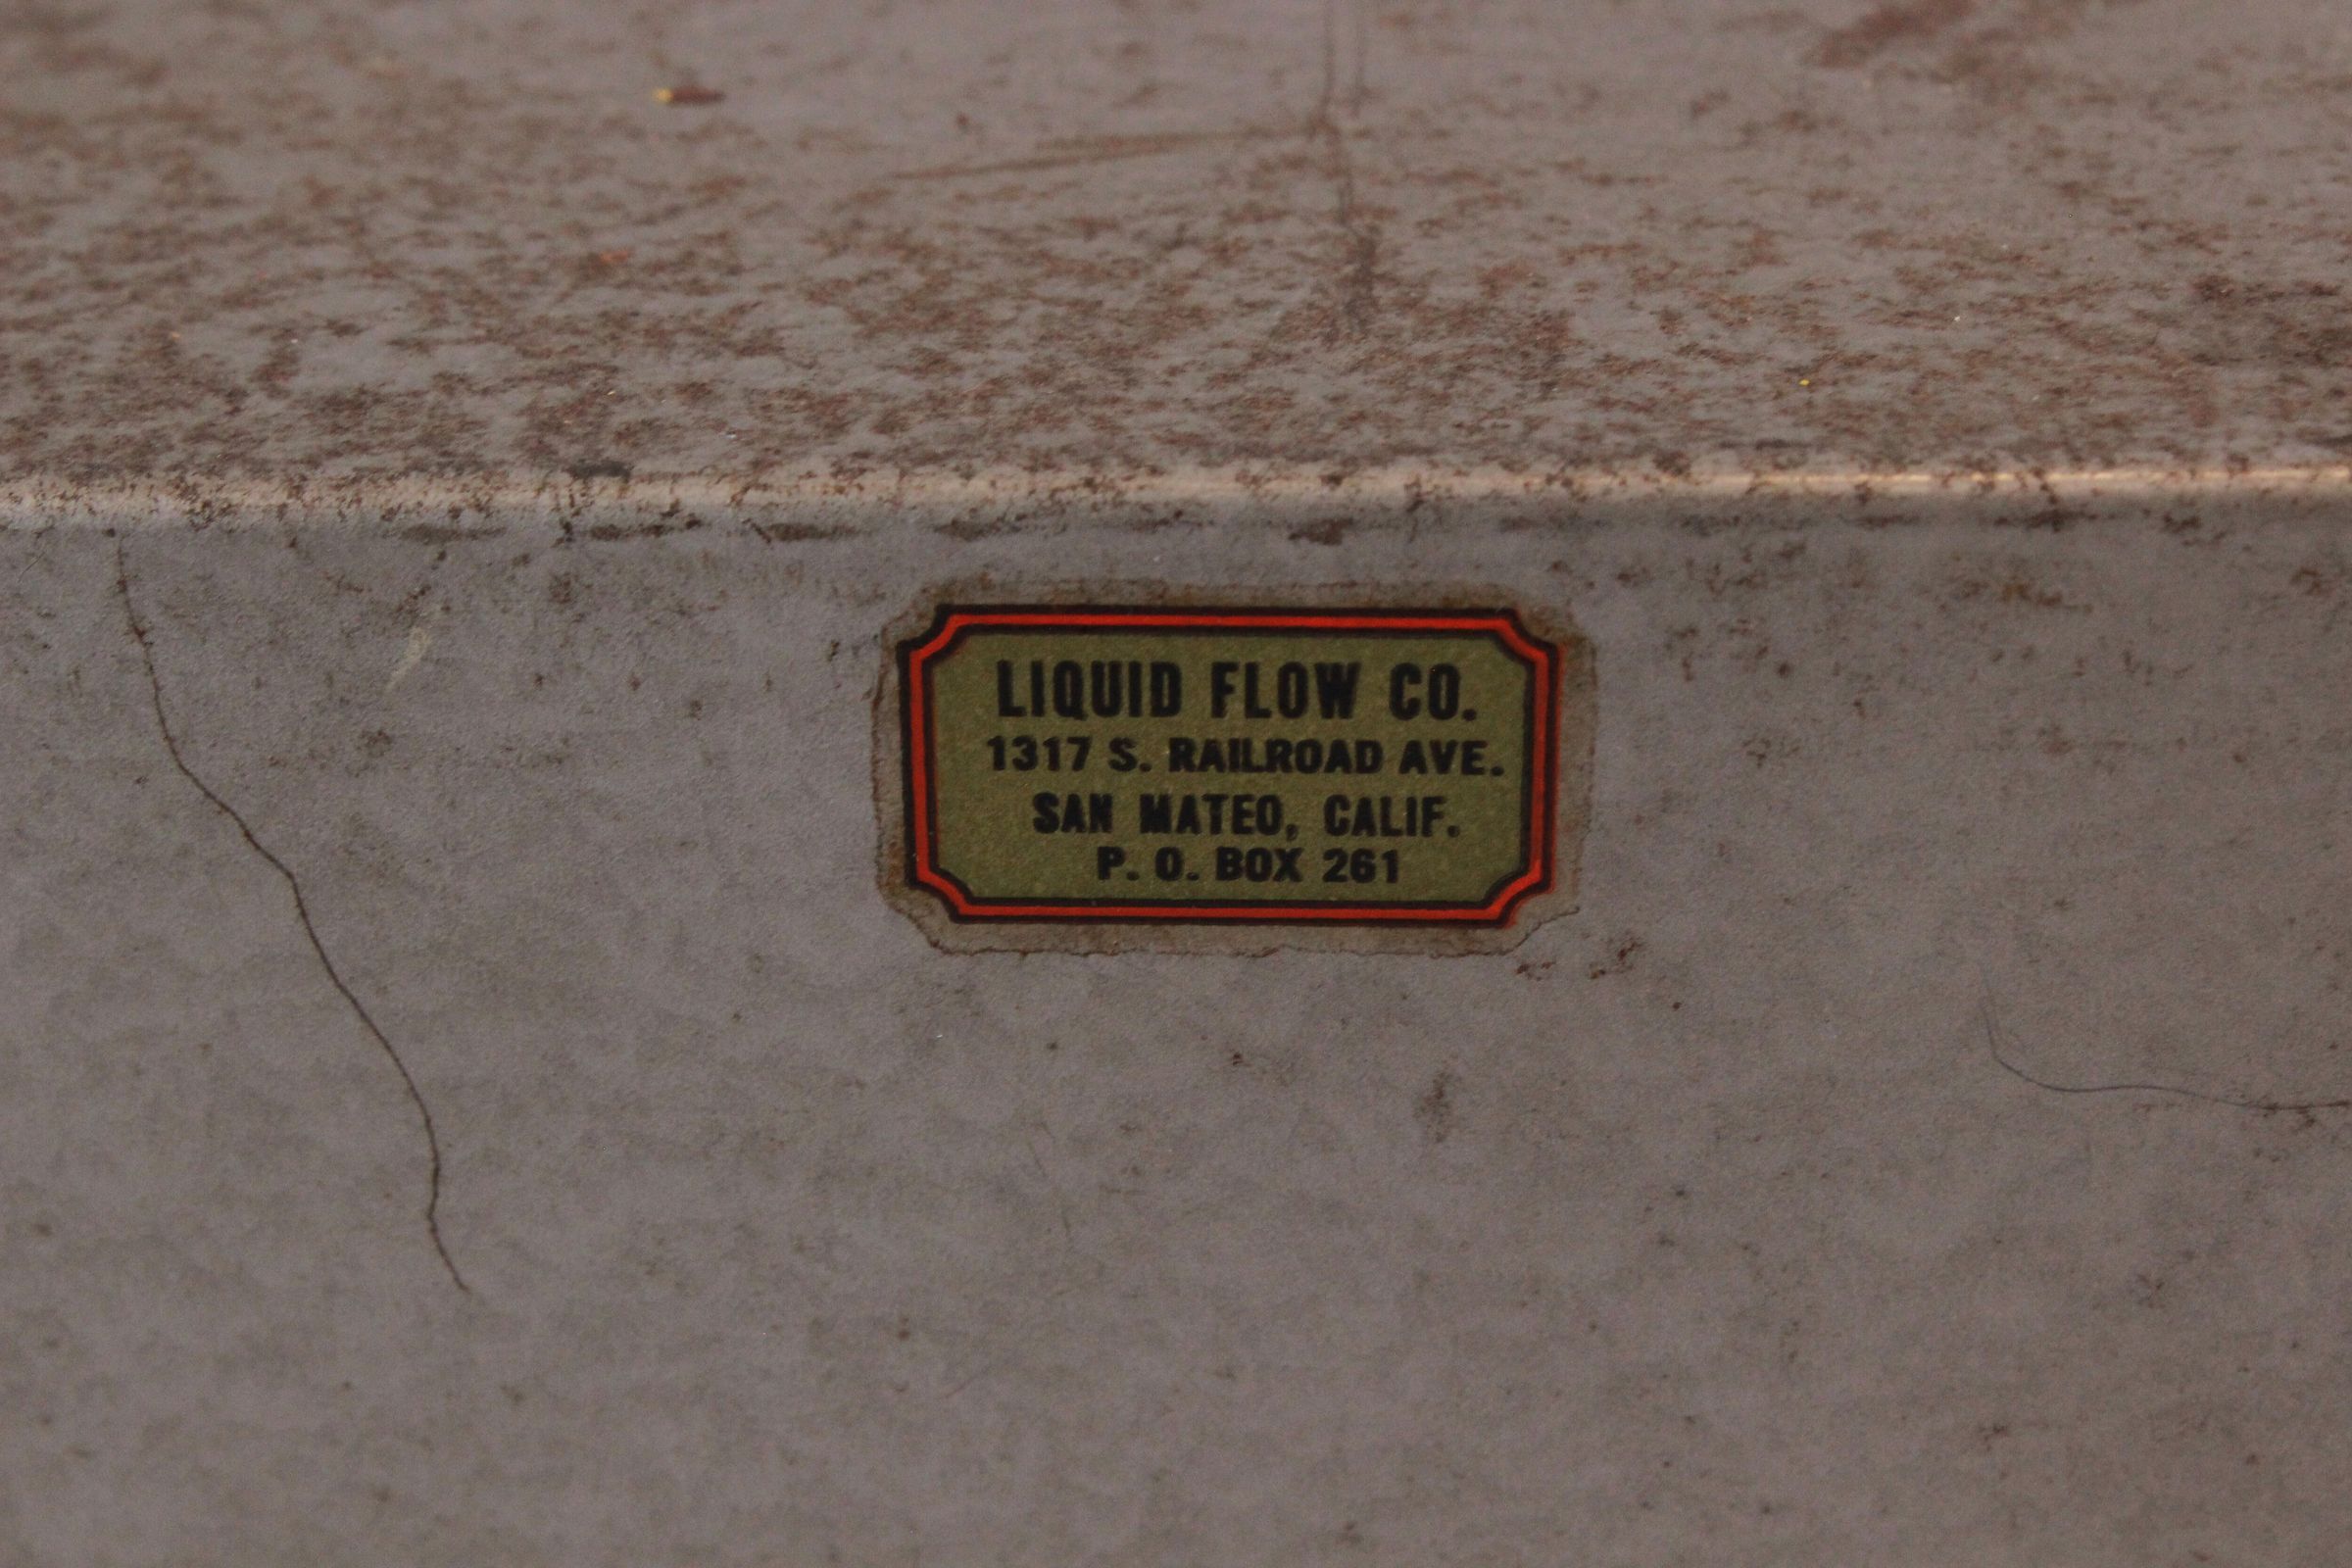 LIQUID FLOW CO.
1317 S. RAILROAD AVE.
SAN MATEO, CALIF.
P. O. BOX 261